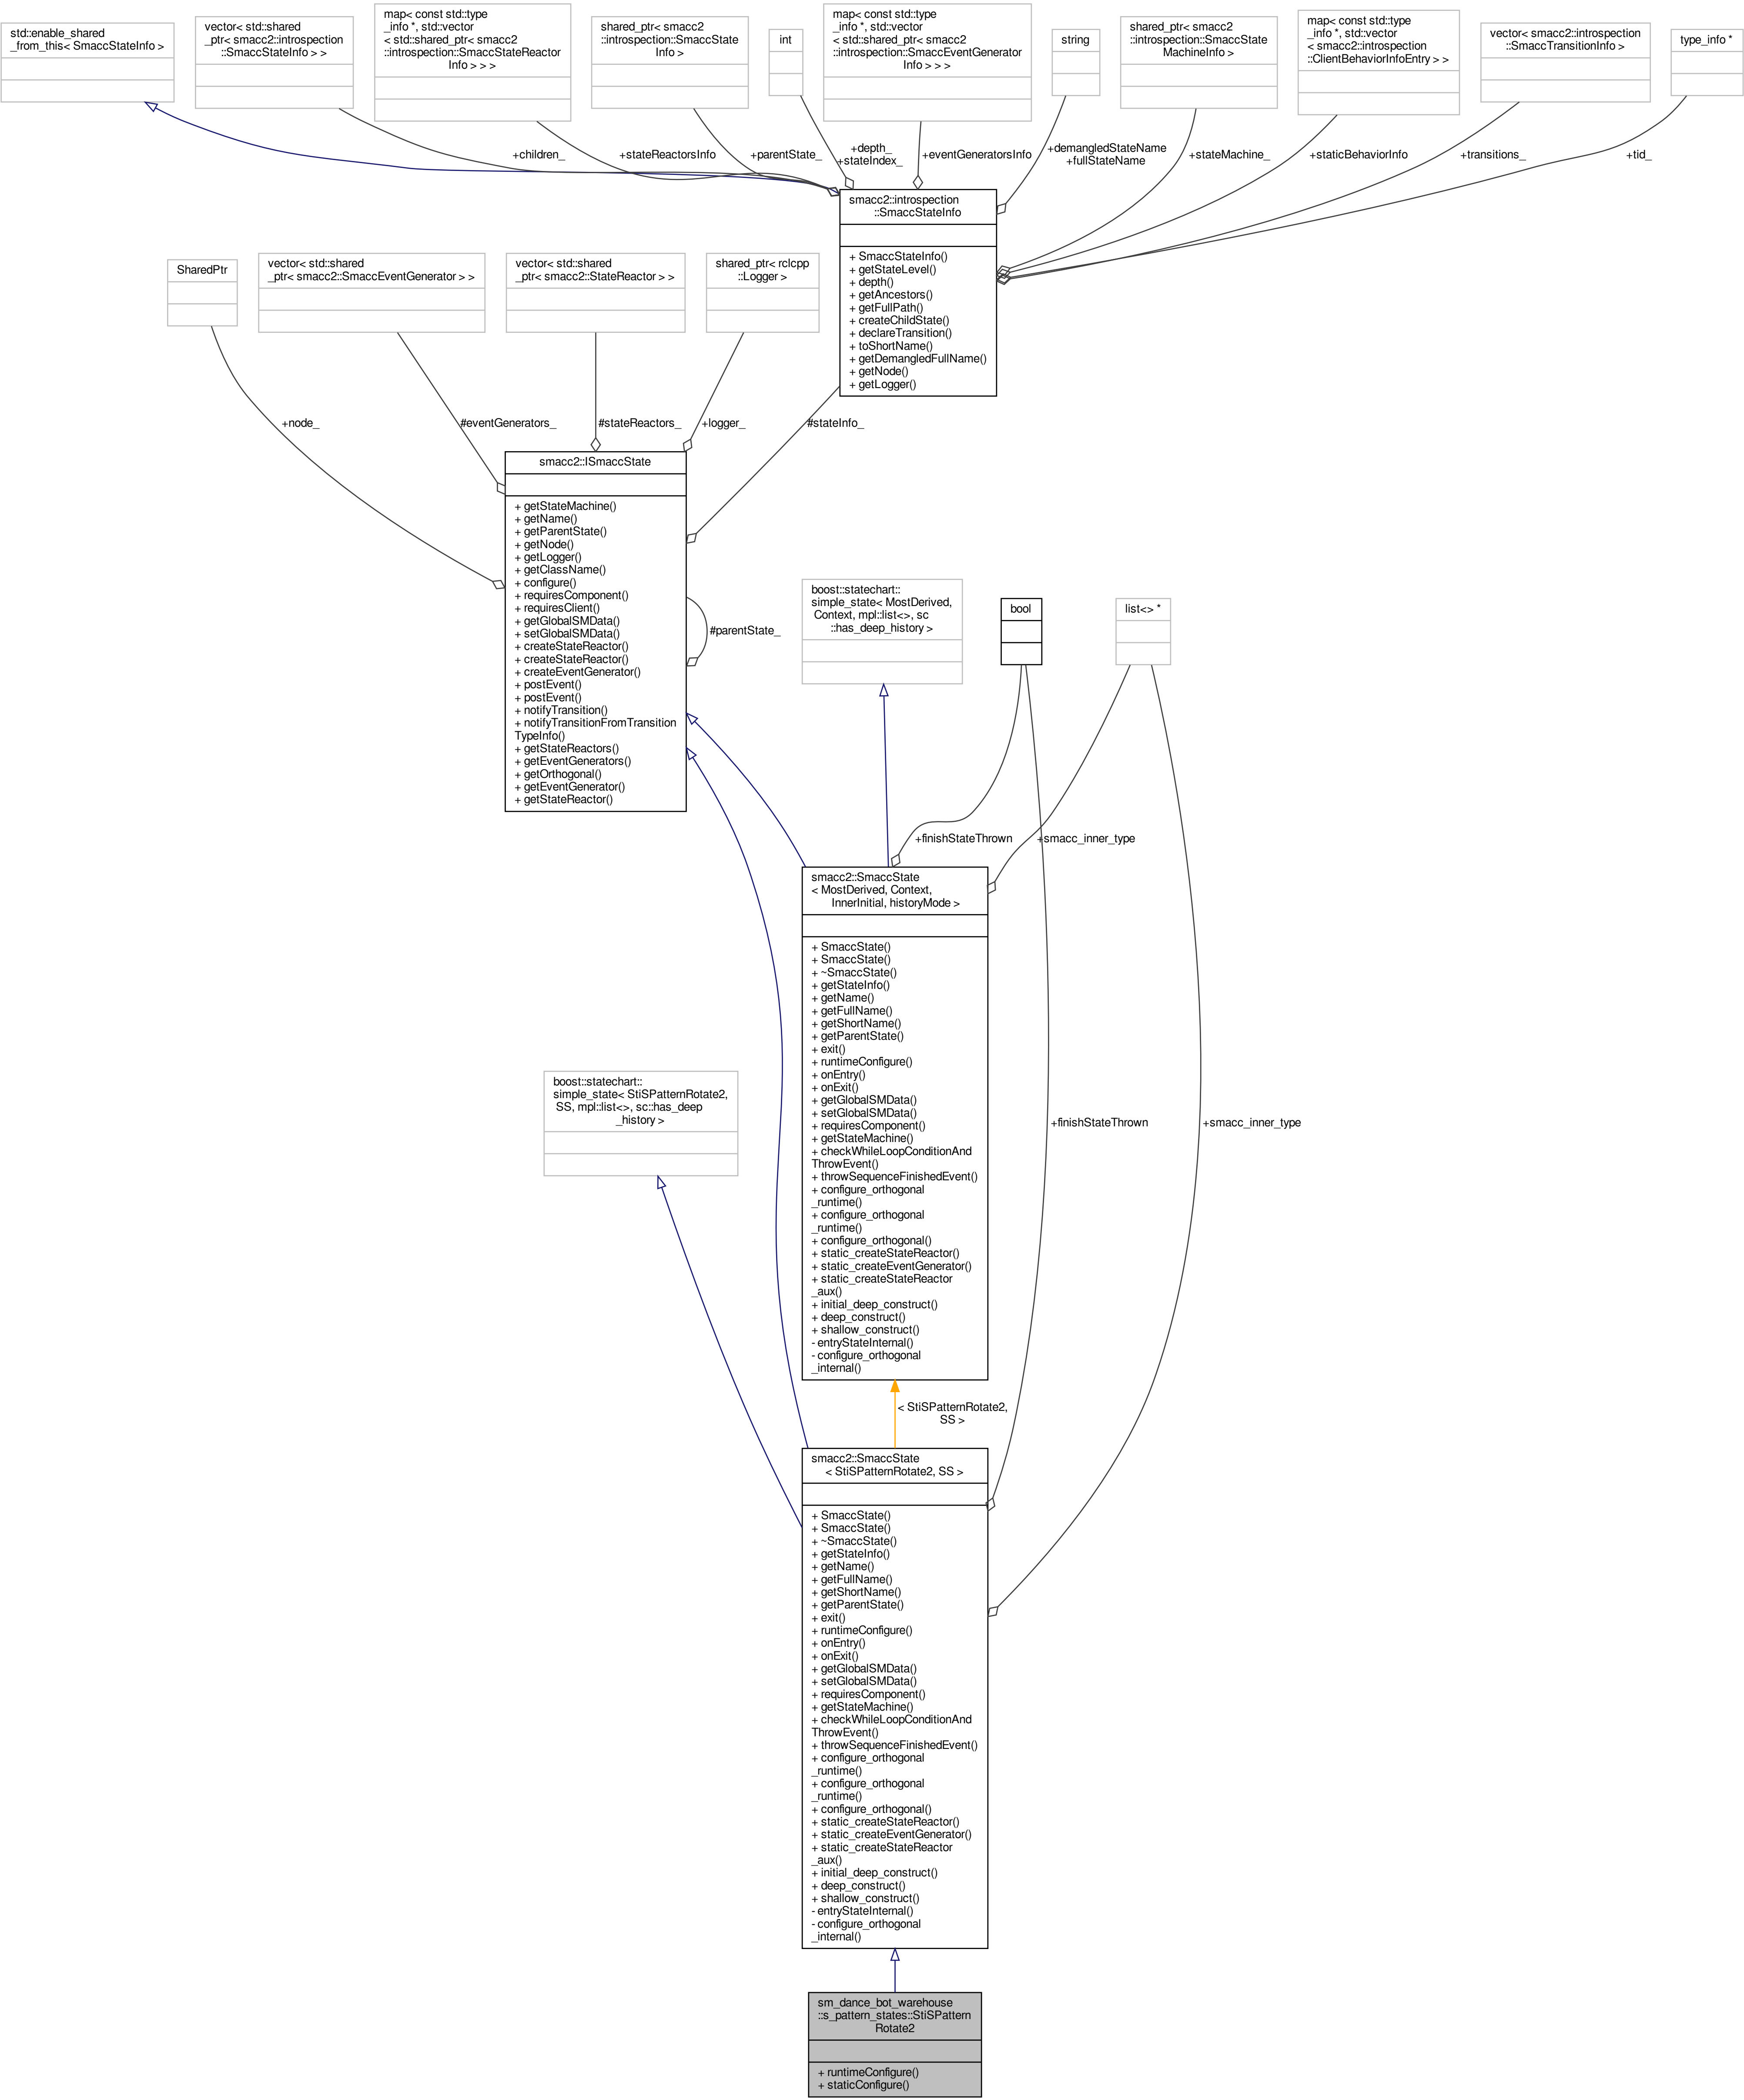 std::enable_shared
_from_this< SmaccStateInfo >
vector< std::shared
_ptr< smacc2::introspection
::SmaccStateInfo > >
map< const std::type
_info *, std::vector
< std::shared_ptr< smacc2
::introspection::SmaccStateReactor
Info > > >
shared_ptr< smacc2
::introspection::SmaccState
Info >
int
map< const std::type
_info *, std::vector
< std::shared_ptr< smacc2
::introspection::SmaccEventGenerator
Info > > >
string
shared_ptr< smacc2
::introspection::SmaccState
MachineInfo >
map< const std::type
_info *, std::vector
< smacc2::introspection
::ClientBehaviorInfoEntry > >
vector< smacc2::introspection
::SmaccTransitionInfo >
type_info *
+children_
+stateReactorsInfo
+parentState_
+depth_
+stateIndex_
+eventGeneratorsInfo
+demangledStateName
+fullStateName
+stateMachine_
+staticBehaviorInfo
+transitions_
+tid_
smacc2::introspection
::SmaccStateInfo
+ SmaccStateInfo()
+ getStateLevel()
+ depth()
+ getAncestors()
+ getFullPath()
+ createChildState()
+ declareTransition()
+ toShortName()
+ getDemangledFullName()
+ getNode()
+ getLogger()
SharedPtr
vector< std::shared
_ptr< smacc2::SmaccEventGenerator > >
vector< std::shared
_ptr< smacc2::StateReactor > >
shared_ptr< rclcpp
::Logger >
+node_
#eventGenerators_
#stateReactors_
+logger_
#stateInfo_
smacc2::ISmaccState
+ getStateMachine()
+ getName()
+ getParentState()
+ getNode()
+ getLogger()
+ getClassName()
+ configure()
+ requiresComponent()
+ requiresClient()
+ getGlobalSMData()
+ setGlobalSMData()
+ createStateReactor()
+ createStateReactor()
+ createEventGenerator()
+ postEvent()
+ postEvent()
+ notifyTransition()
+ notifyTransitionFromTransition
TypeInfo()
+ getStateReactors()
+ getEventGenerators()
+ getOrthogonal()
+ getEventGenerator()
+ getStateReactor()
#parentState_
boost::statechart::
simple_state< MostDerived,
Context, mpl::list<>, sc
::has_deep_history >
bool
list<> *
+finishStateThrown
+smacc_inner_type
smacc2::SmaccState
< MostDerived, Context,
InnerInitial, historyMode >
+ SmaccState()
+ SmaccState()
+ ~SmaccState()
+ getStateInfo()
+ getName()
+ getFullName()
+ getShortName()
+ getParentState()
+ exit()
+ runtimeConfigure()
+ onEntry()
+ onExit()
+ getGlobalSMData()
+ setGlobalSMData()
+ requiresComponent()
+ getStateMachine()
+ checkWhileLoopConditionAnd
ThrowEvent()
+ throwSequenceFinishedEvent()
+ configure_orthogonal
_runtime()
+ configure_orthogonal
_runtime()
+ configure_orthogonal()
+ static_createStateReactor()
+ static_createEventGenerator()
+ static_createStateReactor
_aux()
+ initial_deep_construct()
+ deep_construct()
+ shallow_construct()
- entryStateInternal()
- configure_orthogonal
_internal()
boost::statechart::
simple_state< StiSPatternRotate2,
SS, mpl::list<>, sc::has_deep
_history >
+finishStateThrown
+smacc_inner_type
< StiSPatternRotate2,
SS >
smacc2::SmaccState
< StiSPatternRotate2, SS >
+ SmaccState()
+ SmaccState()
+ ~SmaccState()
+ getStateInfo()
+ getName()
+ getFullName()
+ getShortName()
+ getParentState()
+ exit()
+ runtimeConfigure()
+ onEntry()
+ onExit()
+ getGlobalSMData()
+ setGlobalSMData()
+ requiresComponent()
+ getStateMachine()
+ checkWhileLoopConditionAnd
ThrowEvent()
+ throwSequenceFinishedEvent()
+ configure_orthogonal
_runtime()
+ configure_orthogonal
_runtime()
+ configure_orthogonal()
+ static_createStateReactor()
+ static_createEventGenerator()
+ static_createStateReactor
_aux()
+ initial_deep_construct()
+ deep_construct()
+ shallow_construct()
- entryStateInternal()
- configure_orthogonal
_internal()
sm_dance_bot_warehouse
::s_pattern_states::StiSPattern
Rotate2
+ runtimeConfigure()
+ staticConfigure()